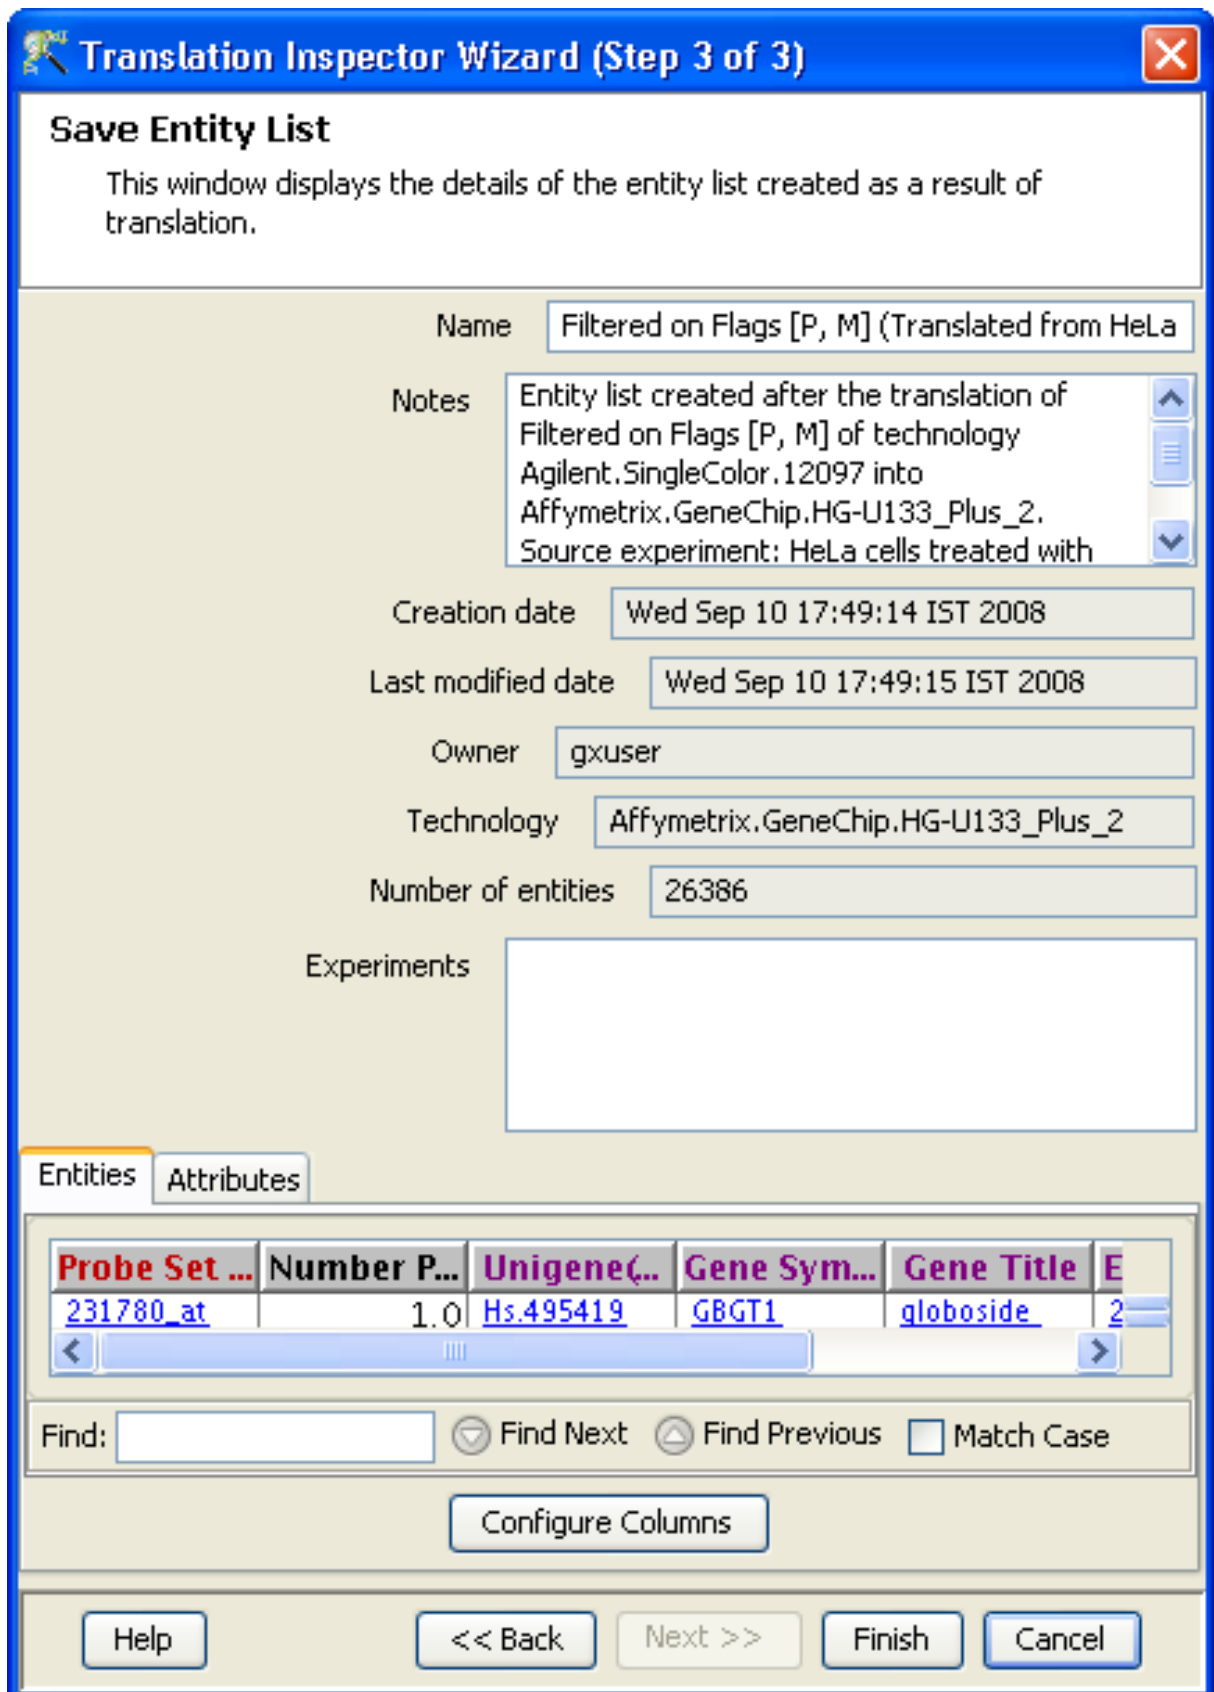 Translation Inspector Wizard (Step 3 of 3)
Save Entity List
This window displays the details of the entity list created as a result of
translation.
Name Filtered on Flags [P, M] (Translated from HeLa
Notes Entity list created after the translation of
Filtered on Flags [P, M] of technology
Agilent.SingleColor.12097 into
Affymetrix.GeneChip.HG-U133_Plus_2.
Source experiment: HeLa cells treated with
Creation date Wed Sep 10 17:49:14 IST 2008
Last modified date Wed Sep 10 17:49:15 IST 2008
Owner gxuser
Technology Affymetrix.GeneChip.HG-U133_Plus_2
Number of entities 26386
Experiments
Entities Attributes
Probe Set ... Number P... Unigene(... Gene Sym... Gene Title E
231780_at 1.0 Hs.495419 GBGT1 globoside 2
Find: Find Next Find Previous Match Case
Configure Columns
Help << Back Next >> Finish Cancel